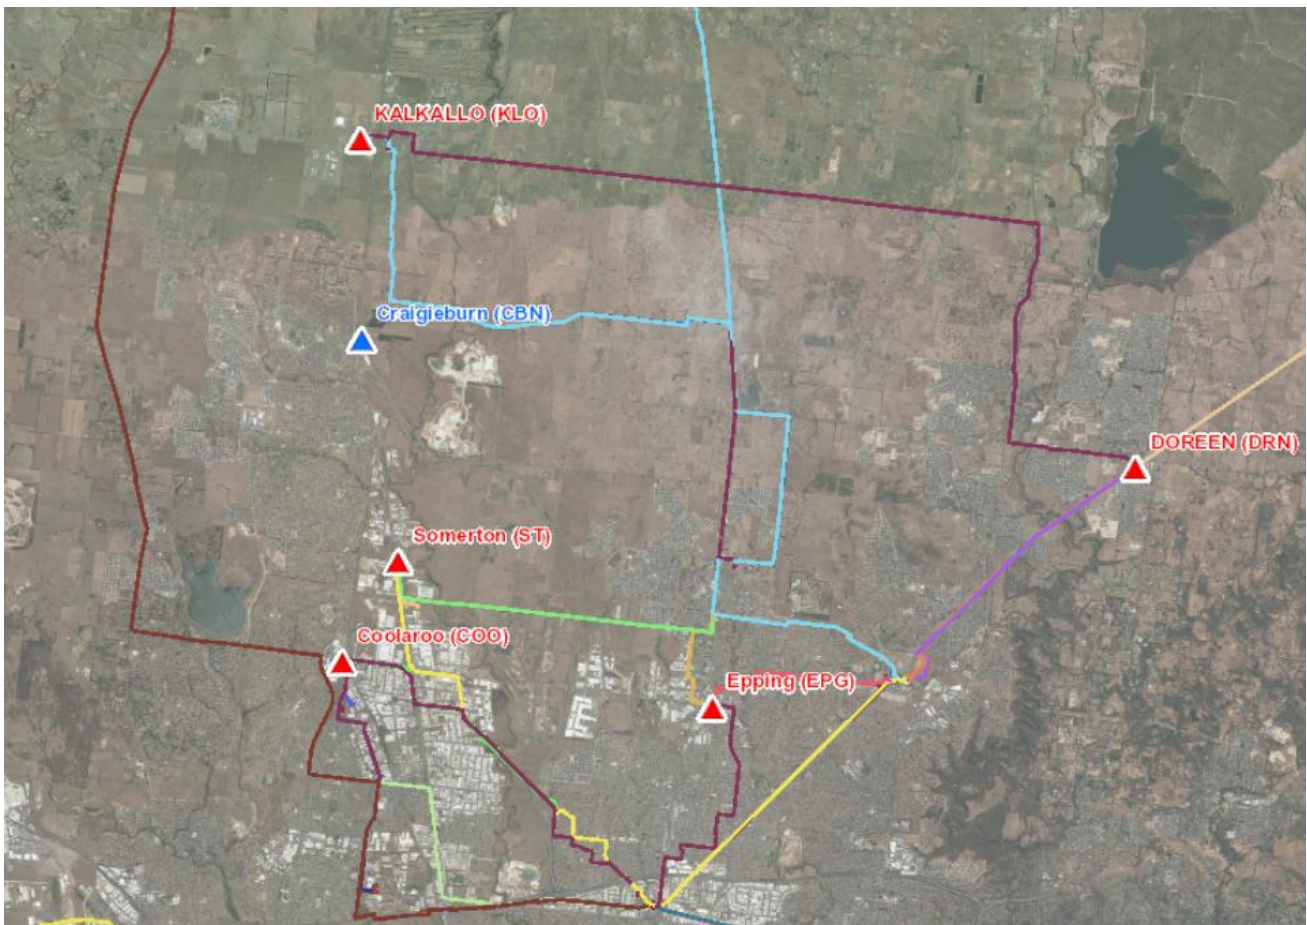 KALKALLO (KLO)
Craigieburn (CBN)
DOREEN (DRN)
Somerton (ST)
Coolaroo (COO)
Epping (EPG)